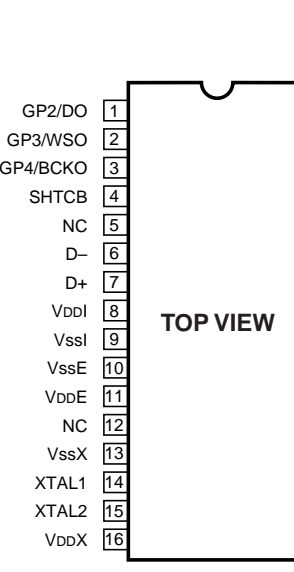 GP2/DO 1
GP3/WSO 2
GP4/BCKO 3
SHTCB 4
NC 5
D– 6
D+ 7
VDDI 8
VssI 9
VssE 10
VDDE 11
NC 12
VssX 13
XTAL1 14
XTAL2 15
VDDX 16
TOP VIEW